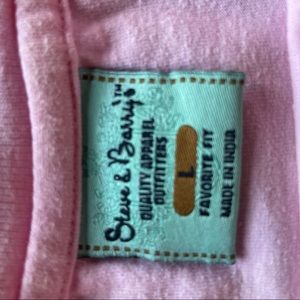 Steve & Barry's™
QUALITY APPAREL
OUTFITTERS
L
FAVORITE FIT
MADE IN INDIA